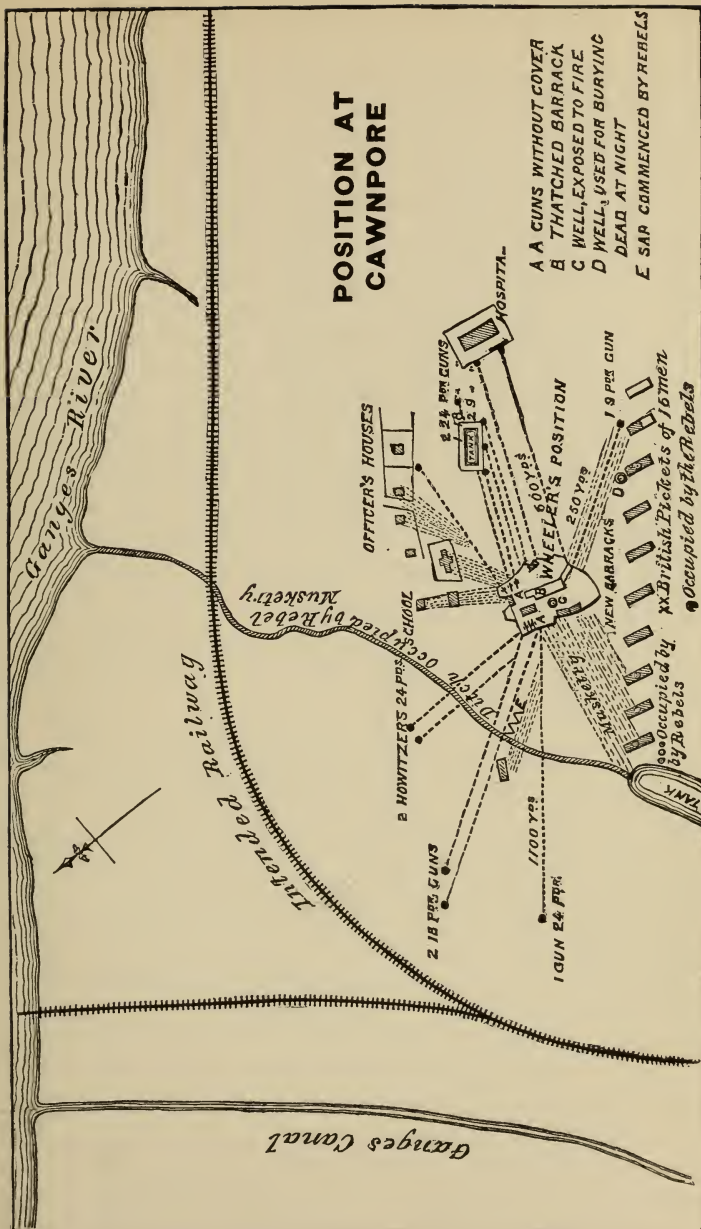 POSITION AT
CAWNPORE
A A GUNS WITHOUT COVER
B THATCHED BARRACK
C WELL, EXPOSED TO FIRE
D WELL, USED FOR BURYING
DEAD AT NIGHT
E SAP COMMENCED BY REBELS
Ganges River
Intended Railway
Ganges Canal
OFFICER'S HOUSES
2 24 PDR GUNS
TANK
HOSPITAL
SCHOOL
Ditch occupied by Rebel
Musketry
2 HOWITZERS 24 PDS
2 18 PDR GUNS
1 GUN 24 PDR
1100 YDS
600 YDS
WHEELER'S POSITION
250 YDS
1 9 PDR GUN
A
A
B
C
D
E
Musketry
NEW BARRACKS
Occupied by
by Rebels
xx British Pickets of 16 men
Occupied by the Rebels
TANK